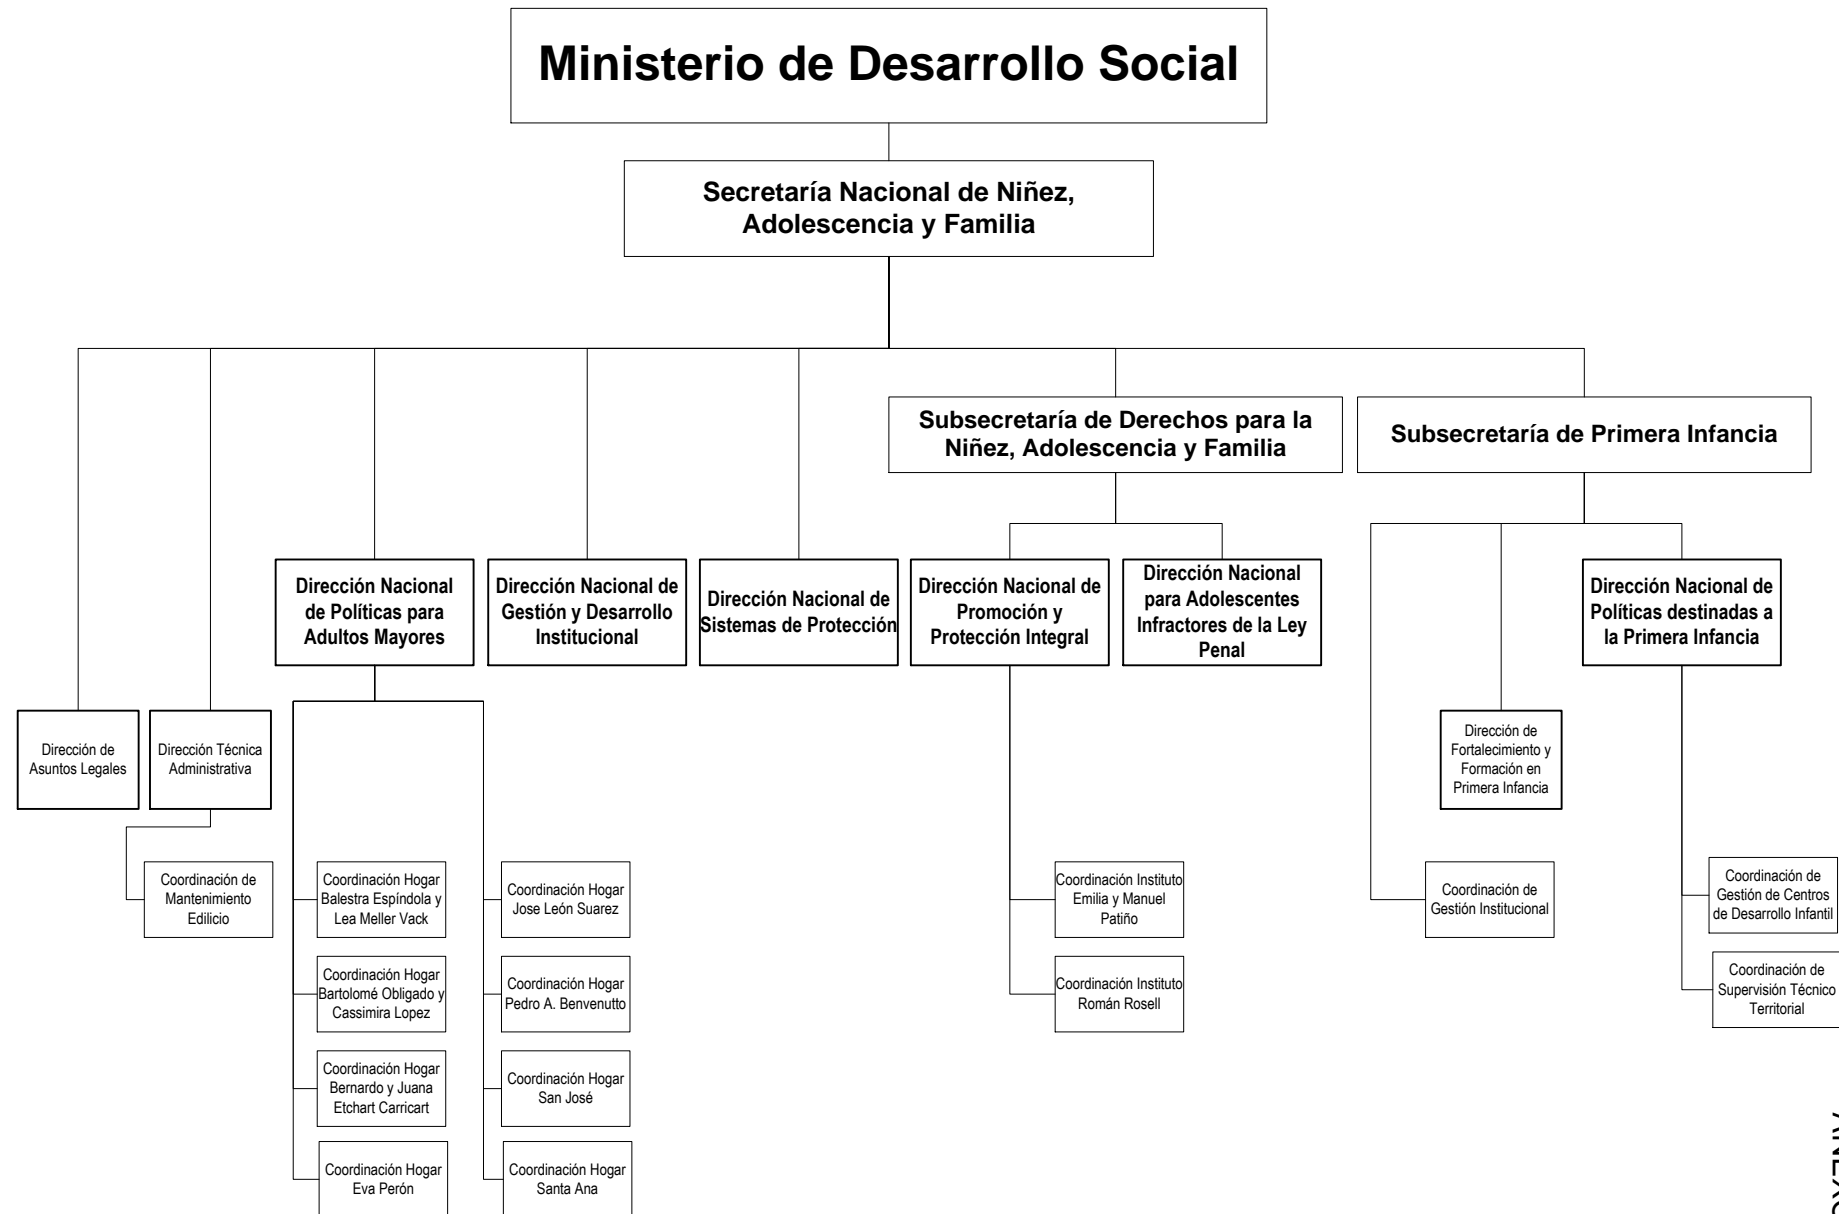 Ministerio de Desarrollo Social
Secretaría Nacional de Niñez,
Adolescencia y Familia
Subsecretaría de Derechos para la
Niñez, Adolescencia y Familia
Subsecretaría de Primera Infancia
Dirección Nacional
de Políticas para
Adultos Mayores
Dirección Nacional de
Gestión y Desarrollo
Institucional
Dirección Nacional de
Sistemas de Protección
Dirección Nacional de
Promoción y
Protección Integral
Dirección Nacional
para Adolescentes
Infractores de la Ley
Penal
Dirección Nacional de
Políticas destinadas a
la Primera Infancia
Dirección de
Asuntos Legales
Dirección Técnica
Administrativa
Dirección de
Fortalecimiento y
Formación en
Primera Infancia
Coordinación de
Mantenimiento
Edilicio
Coordinación Hogar
Balestra Espíndola y
Lea Meller Vack
Coordinación Hogar
Jose León Suarez
Coordinación Instituto
Emilia y Manuel
Patiño
Coordinación de
Gestión Institucional
Coordinación de
Gestión de Centros
de Desarrollo Infantil
Coordinación Hogar
Bartolomé Obligado y
Cassimira Lopez
Coordinación Hogar
Pedro A. Benvenutto
Coordinación Instituto
Román Rosell
Coordinación de
Supervisión Técnico
Territorial
Coordinación Hogar
Bernardo y Juana
Etchart Carricart
Coordinación Hogar
San José
Coordinación Hogar
Eva Perón
Coordinación Hogar
Santa Ana